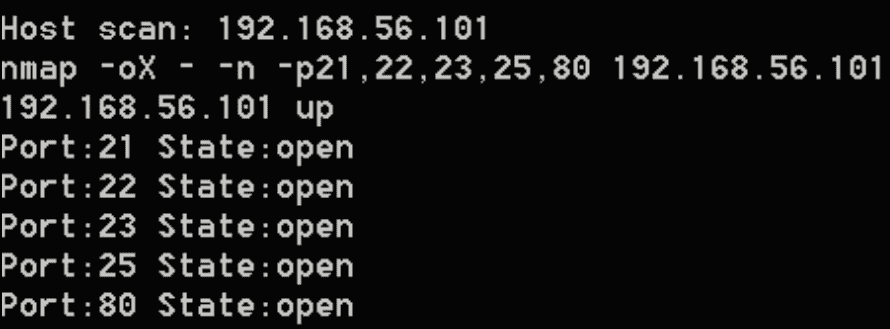 Host scan: 192.168.56.101
nmap -oX - -n -p21,22,23,25,80 192.168.56.101
192.168.56.101 up
Port:21 State:open
Port:22 State:open
Port:23 State:open
Port:25 State:open
Port:80 State:open